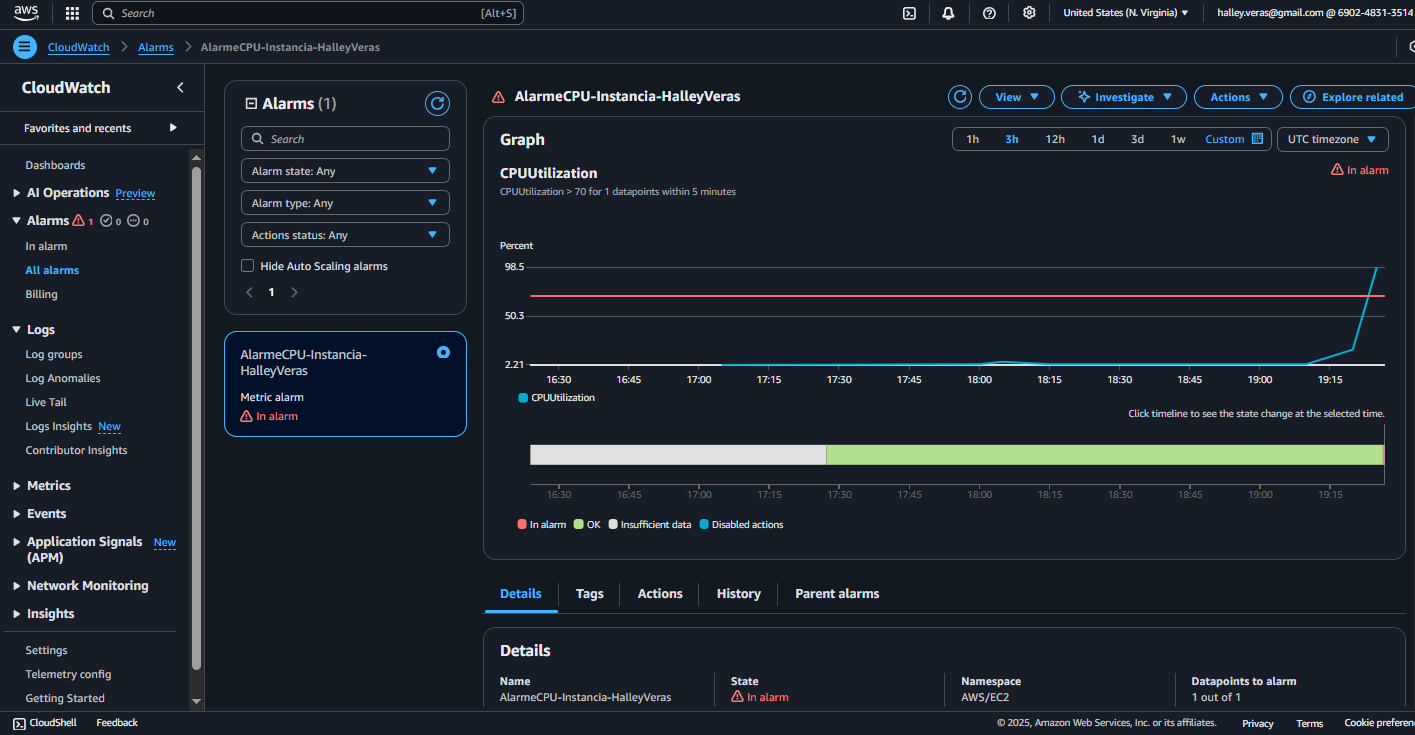 aws
Search [Alt+S]
United States (N. Virginia)
halley.veras@gmail.com @ 6902-4831-3514
CloudWatch
Alarms
AlarmeCPU-Instancia-HalleyVeras
CloudWatch
Favorites and recents
Dashboards
AI Operations Preview
Alarms 1 0 0
In alarm
All alarms
Billing
Logs
Log groups
Log Anomalies
Live Tail
Logs Insights New
Contributor Insights
Metrics
Events
Application Signals New
(APM)
Network Monitoring
Insights
Settings
Telemetry config
Getting Started
Alarms (1)
Search
Alarm state: Any
Alarm type: Any
Actions status: Any
Hide Auto Scaling alarms
1
AlarmeCPU-Instancia-
HalleyVeras
Metric alarm
In alarm
AlarmeCPU-Instancia-HalleyVeras
View
Investigate
Actions
Explore related
Graph
1h 3h 12h 1d 3d 1w Custom
UTC timezone
CPUUtilization
In alarm
CPUUtilization > 70 for 1 datapoints within 5 minutes
Percent
98.5
50.3
2.21
16:30 16:45 17:00 17:15 17:30 17:45 18:00 18:15 18:30 18:45 19:00 19:15
CPUUtilization
Click timeline to see the state change at the selected time.
16:30 16:45 17:00 17:15 17:30 17:45 18:00 18:15 18:30 18:45 19:00 19:15
In alarm OK Insufficient data Disabled actions
Details Tags Actions History Parent alarms
Details
Name State Namespace Datapoints to alarm
AlarmeCPU-Instancia-HalleyVeras In alarm AWS/EC2 1 out of 1
CloudShell Feedback
© 2025, Amazon Web Services, Inc. or its affiliates. Privacy Terms Cookie preferen